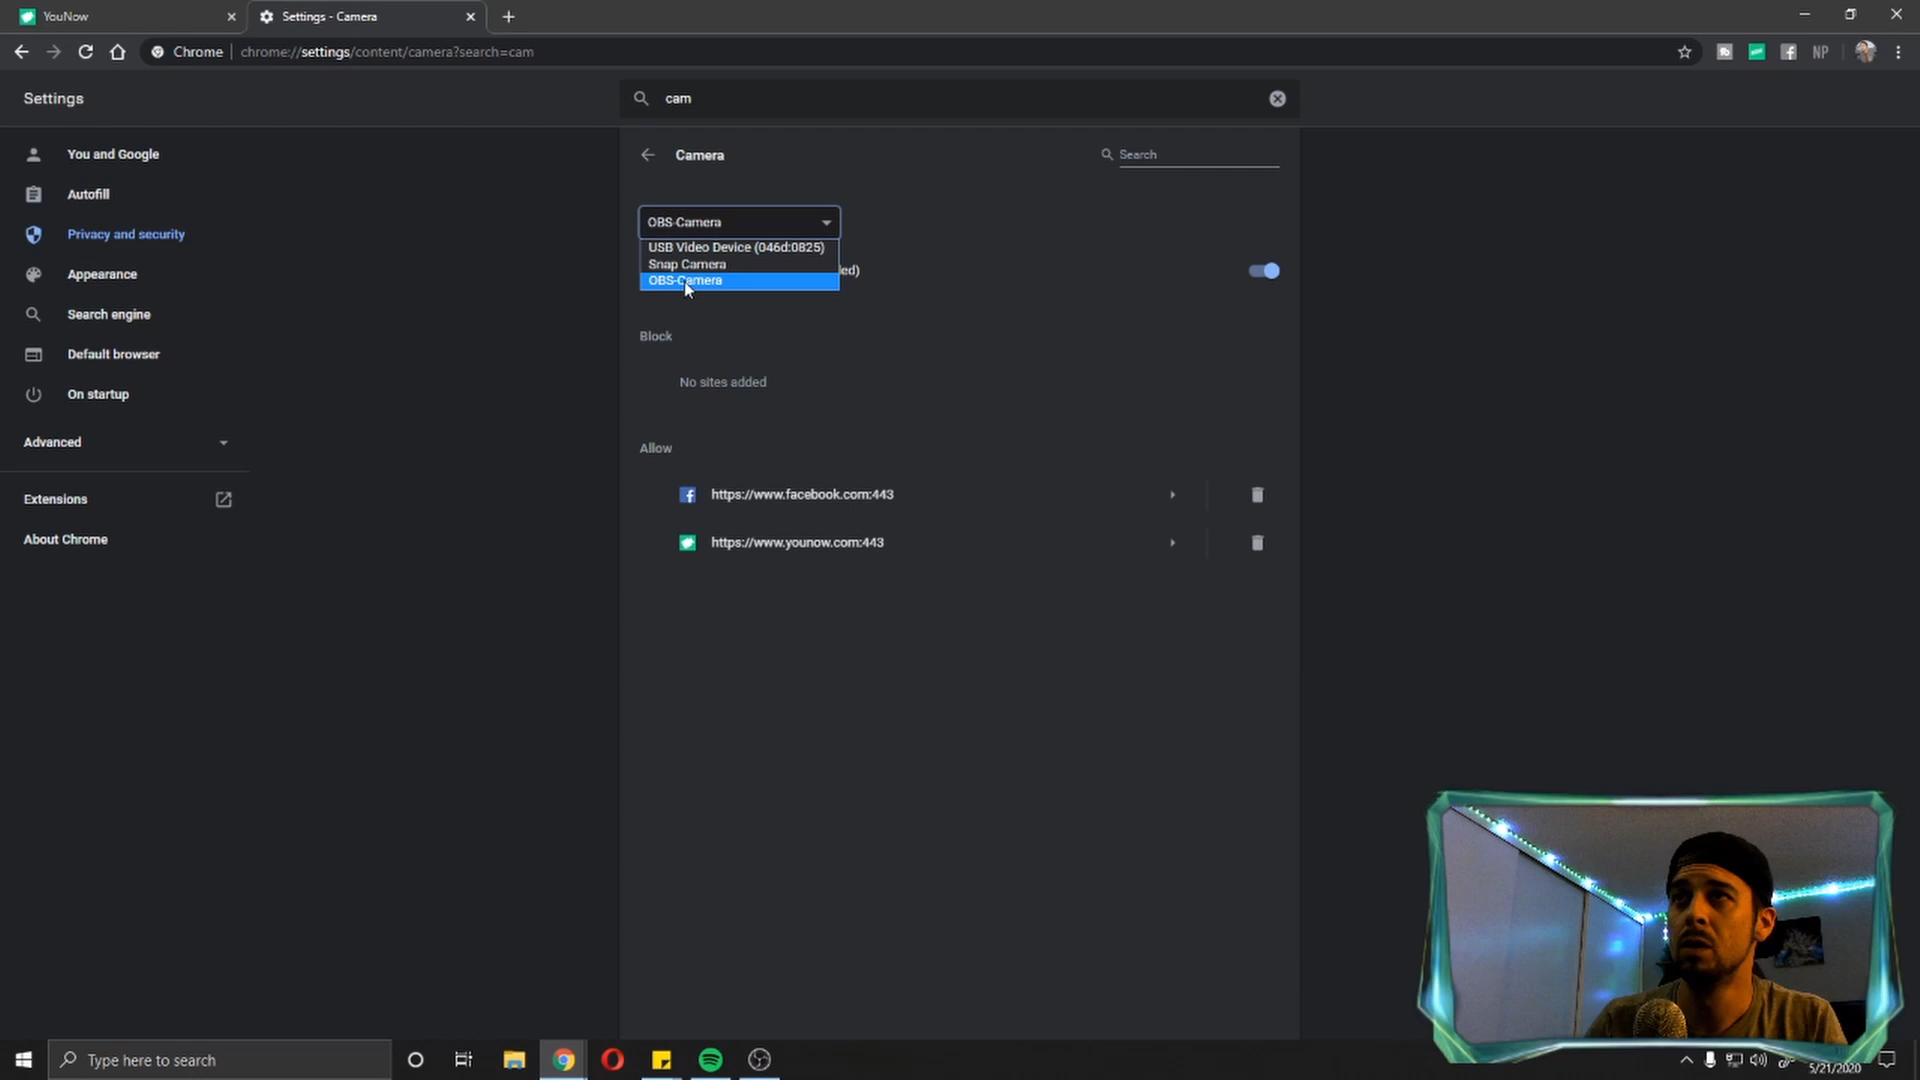 YouNow
Settings - Camera
Chrome
chrome://settings/content/camera?search=cam
NP
Settings
cam
You and Google
Autofill
Privacy and security
Appearance
Search engine
Default browser
On startup
Advanced
Extensions
About Chrome
Camera
Search
OBS-Camera
USB Video Device (046d:0825)
Snap Camera
OBS-Camera
ed)
Block
No sites added
Allow
https://www.facebook.com:443
https://www.younow.com:443
Type here to search
5/21/2020